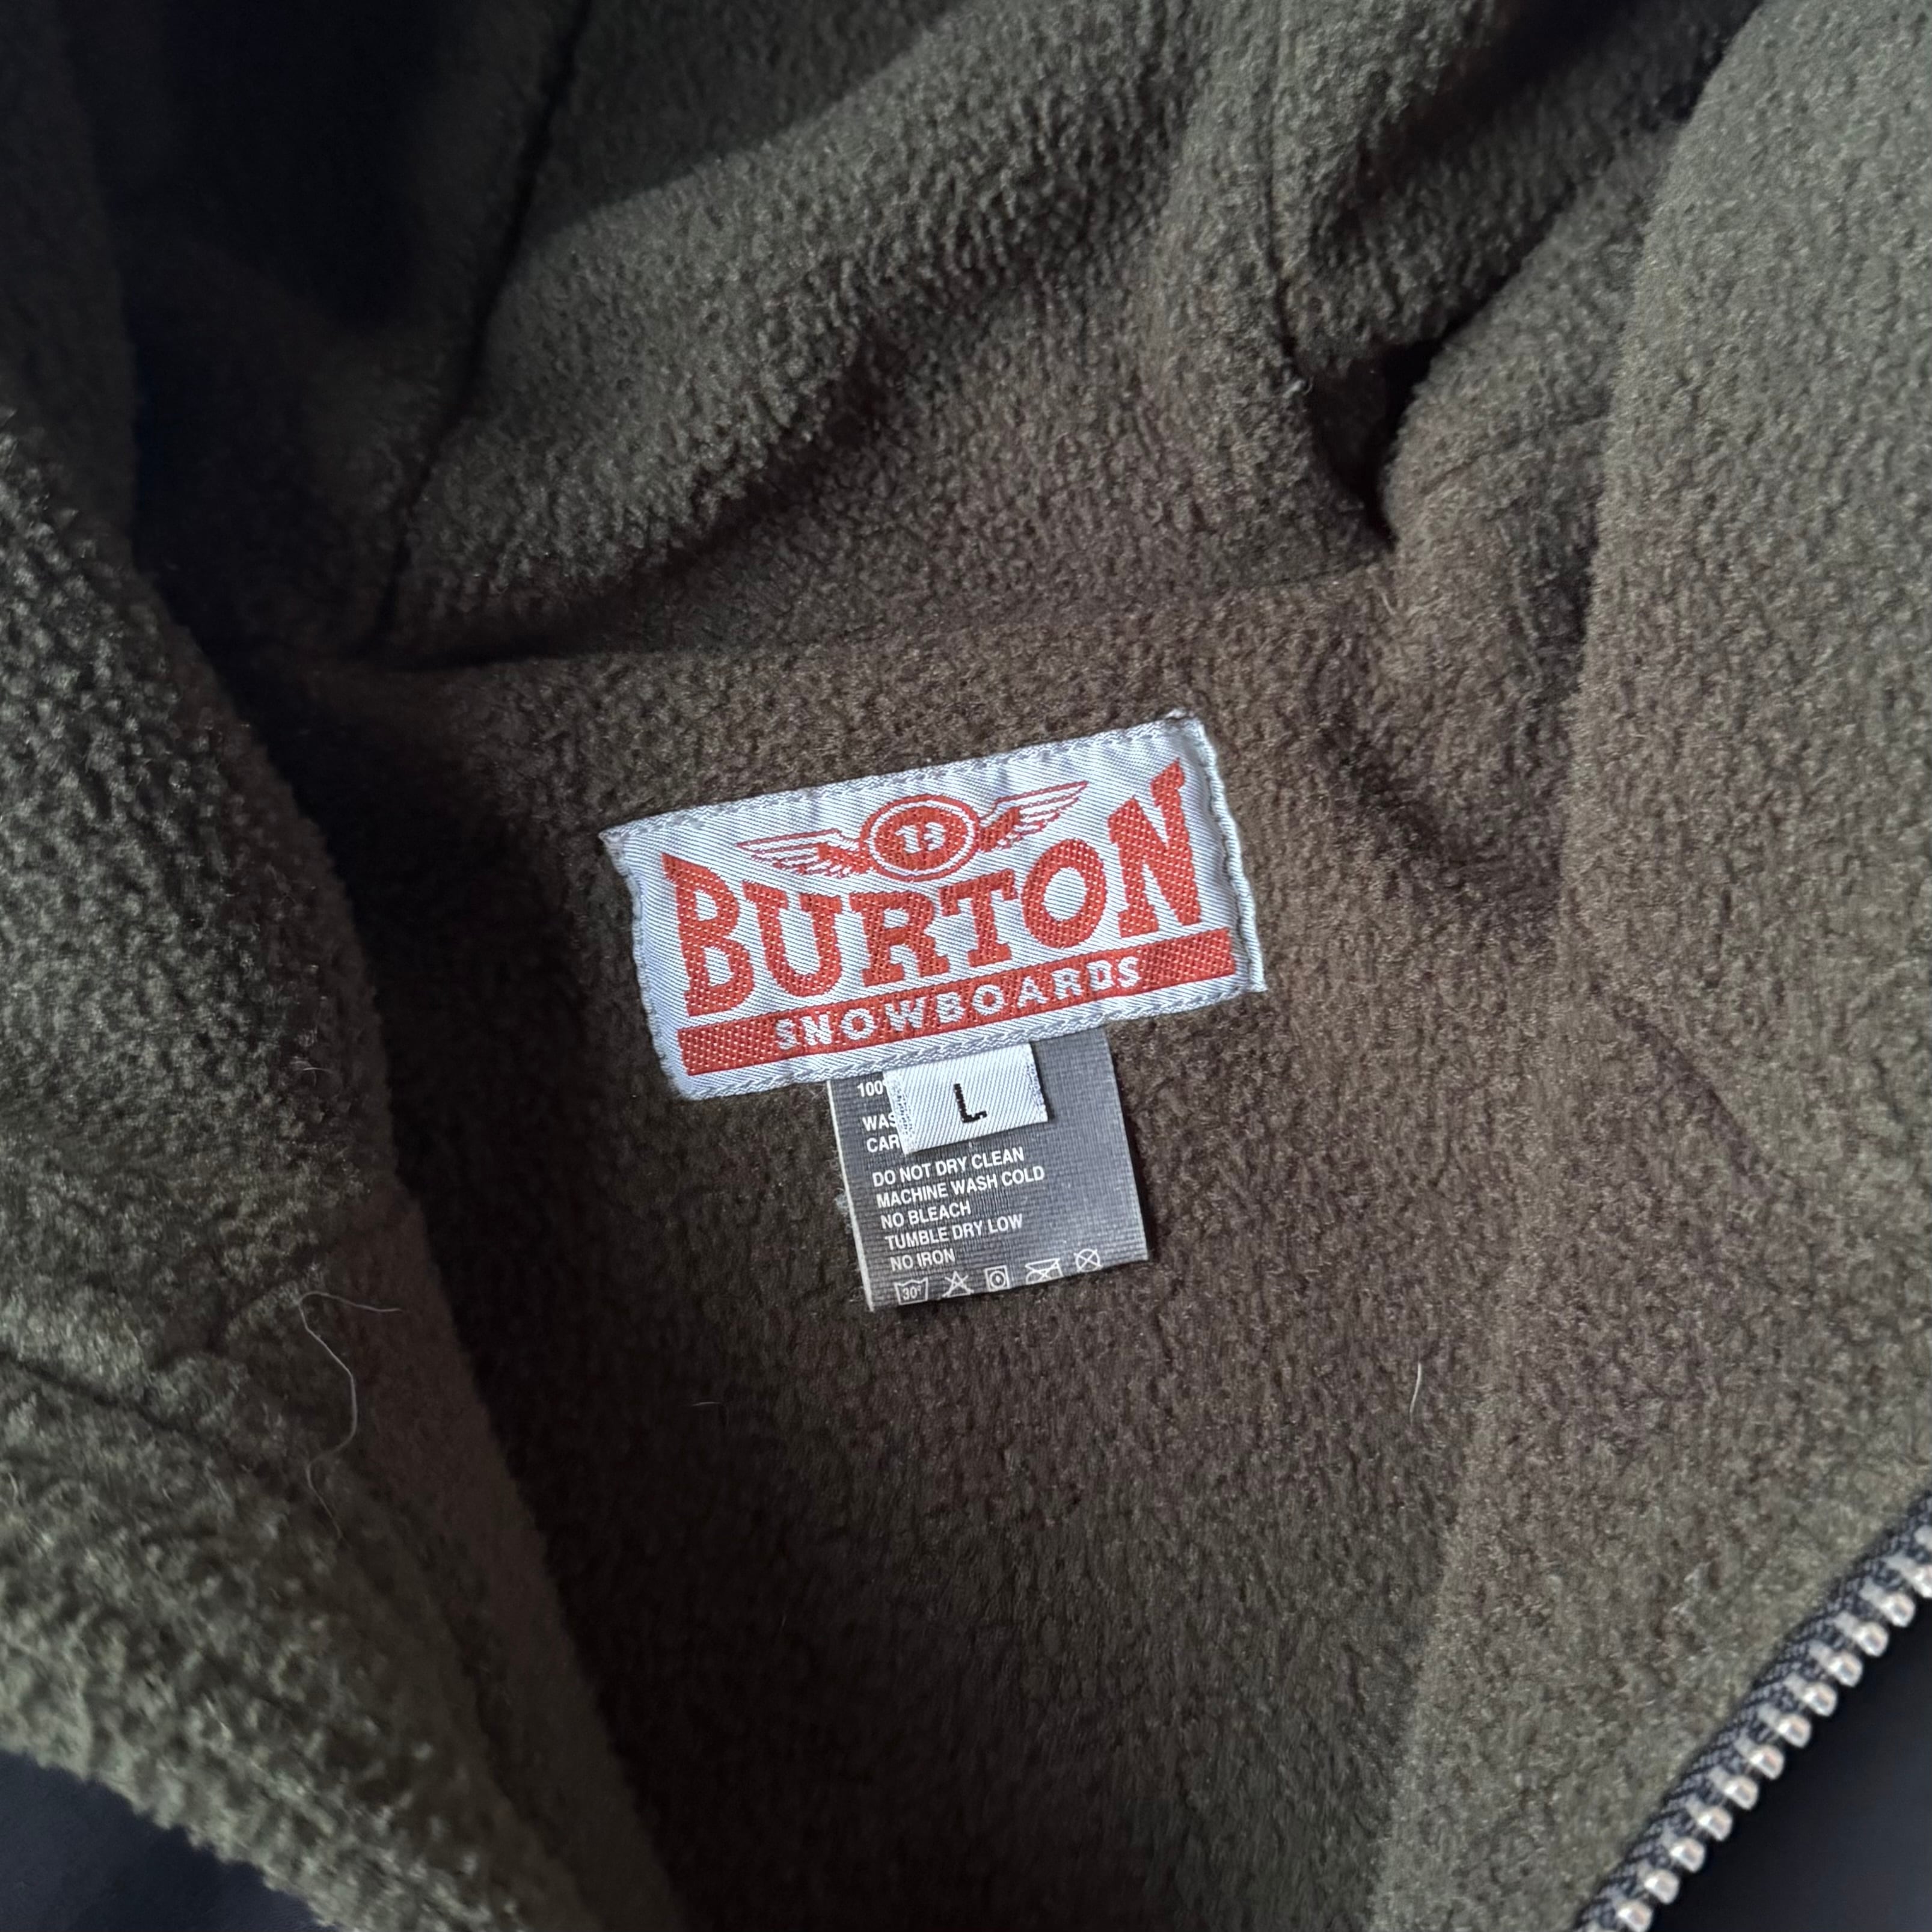 13
BURTON
SNOWBOARDS
L
100
WAS
CAR
DO NOT DRY CLEAN
MACHINE WASH COLD
NO BLEACH
TUMBLE DRY LOW
NO IRON
30°